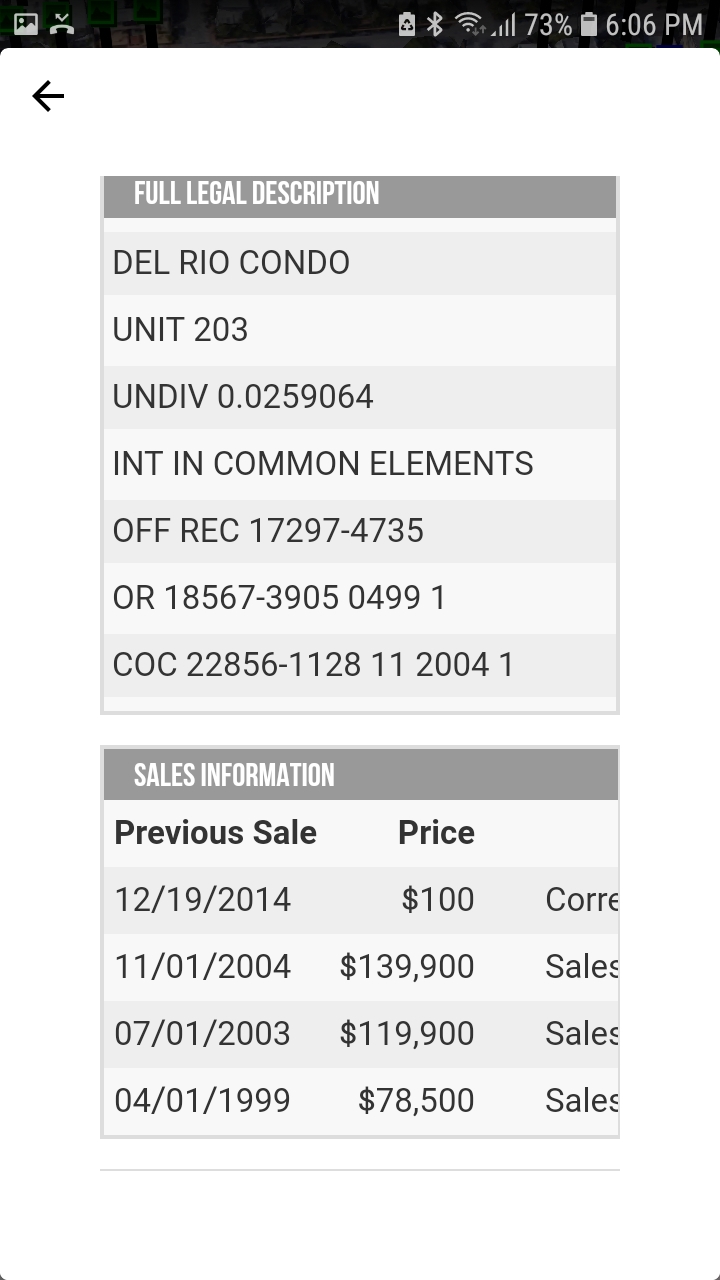 73% 6:06 PM
FULL LEGAL DESCRIPTION
DEL RIO CONDO
UNIT 203
UNDIV 0.0259064
INT IN COMMON ELEMENTS
OFF REC 17297-4735
OR 18567-3905 0499 1
COC 22856-1128 11 2004 1
SALES INFORMATION
Previous Sale Price
12/19/2014 $100 Corre
11/01/2004 $139,900 Sales
07/01/2003 $119,900 Sales
04/01/1999 $78,500 Sales